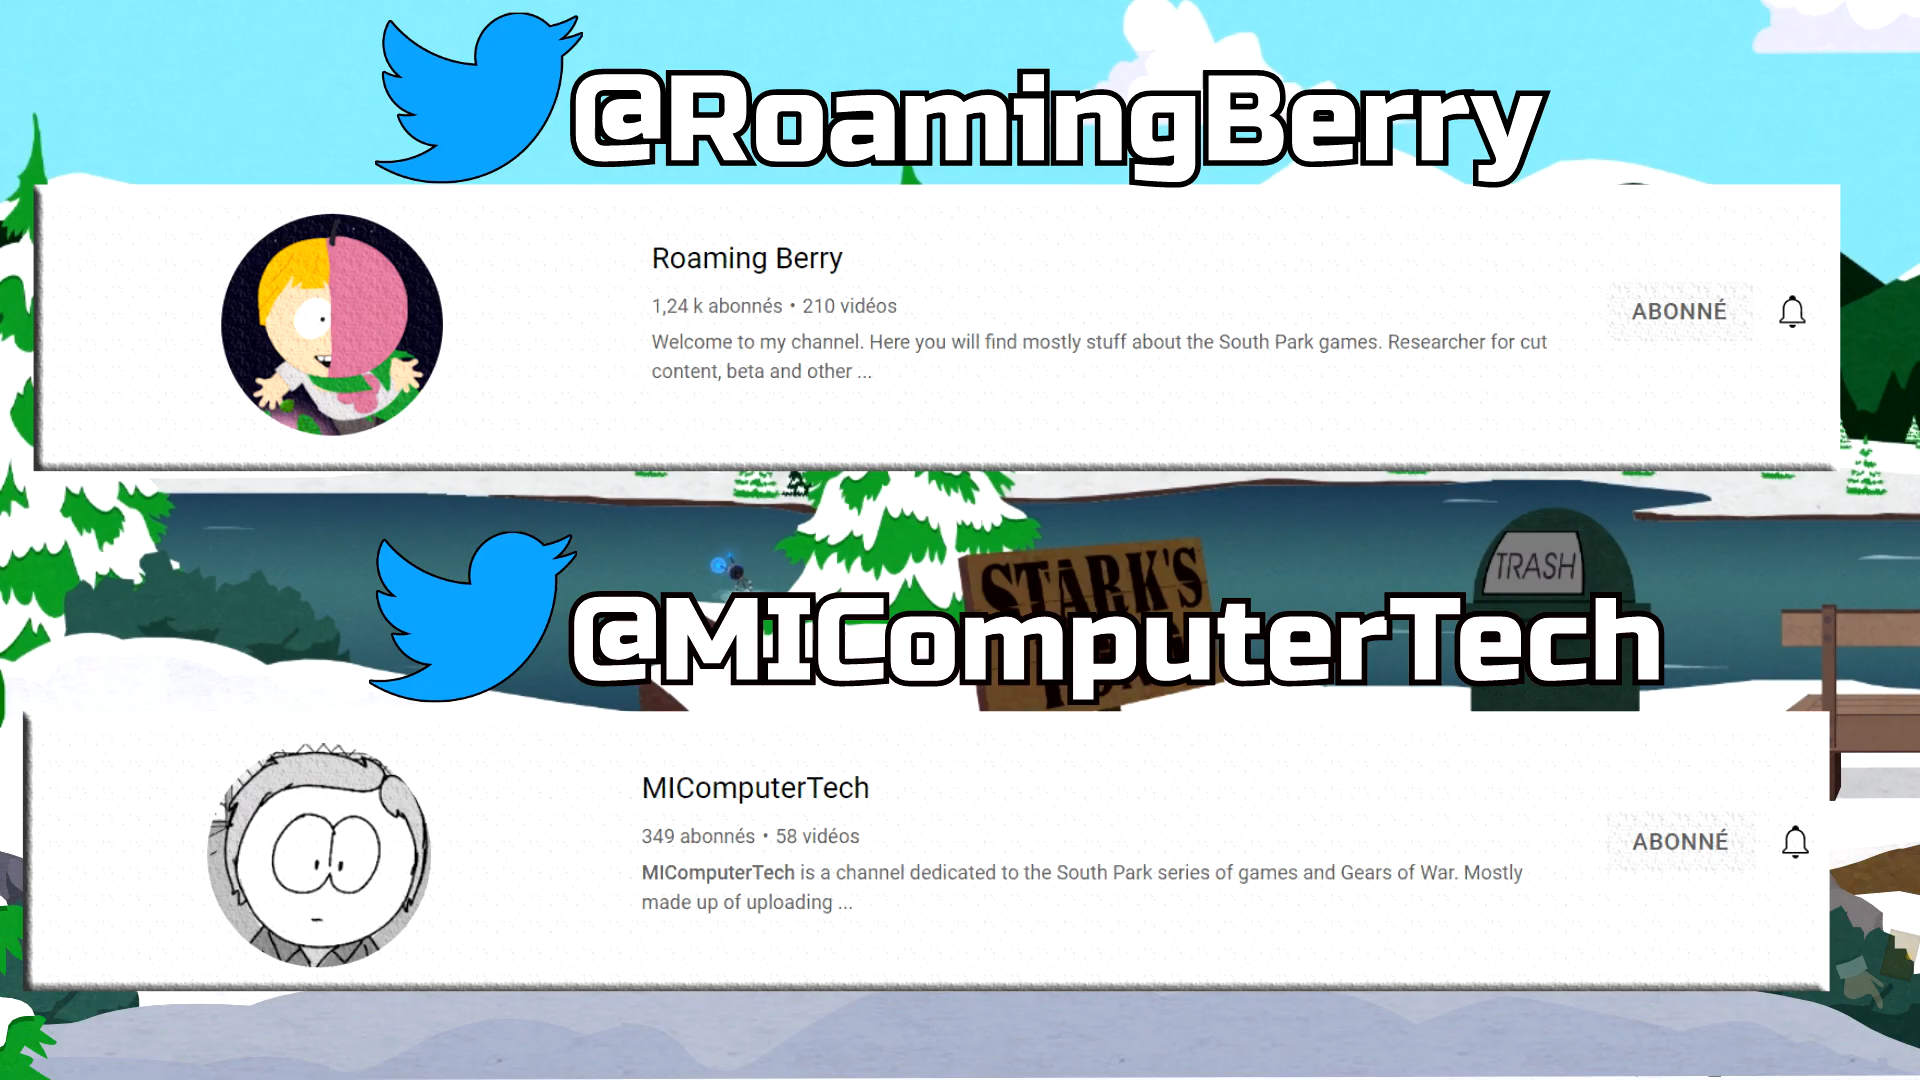 @RoamingBerry
Roaming Berry
1,24 k abonnés • 210 vidéos
Welcome to my channel. Here you will find mostly stuff about the South Park games. Researcher for cut
content, beta and other ...
ABONNÉ
STARK'S
TRASH
@MIComputerTech
MIComputerTech
349 abonnés • 58 vidéos
MIComputerTech is a channel dedicated to the South Park series of games and Gears of War. Mostly
made up of uploading ...
ABONNÉ